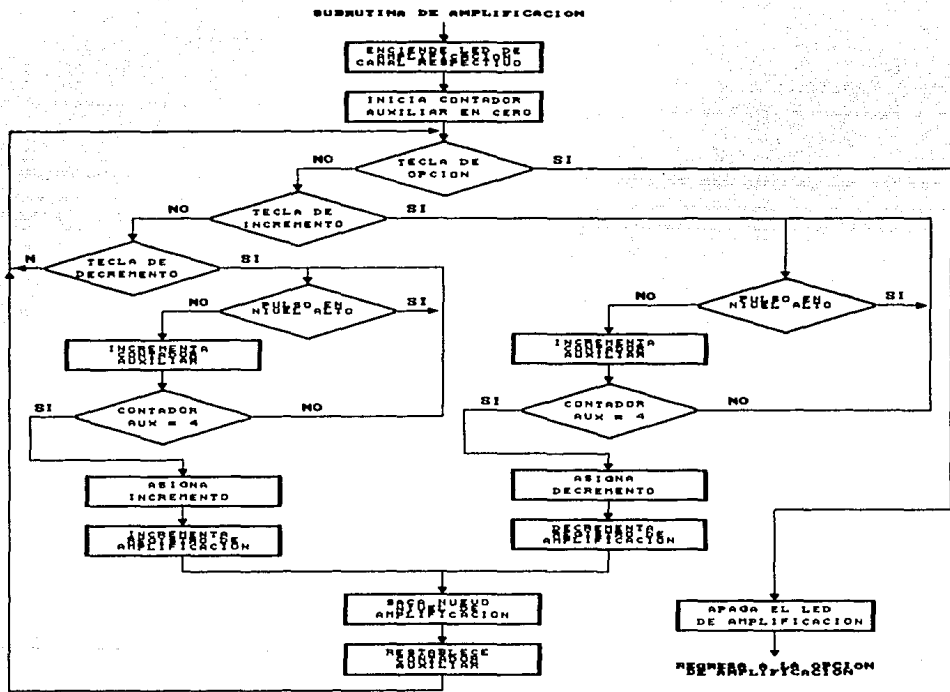 SUBRUTINA DE AMPLIFICACION
ENCIENDE LED DE
CANAL RESPECTIVO
INICIA CONTADOR
AUXILIAR EN CERO
TECLA DE
OPCION
NO
SI
TECLA DE
INCREMENTO
NO
SI
TECLA DE
DECREMENTO
N
SI
PULSO EN
NIVEL ALTO
NO
SI
PULSO EN
NIVEL ALTO
NO
SI
INCREMENTA
AUXILIAR
INCREMENTA
AUXILIAR
CONTADOR
AUX = 4
SI
NO
CONTADOR
AUX = 4
SI
NO
ASIGNA
INCREMENTO
ASIGNA
DECREMENTO
INCREMENTA
AMPLIFICACION
DECREMENTA
AMPLIFICACION
SACA NUEVO
AMPLIFICACION
APAGA EL LED
DE AMPLIFICACION
RESTABLECE
AUXILIAR
REGRESA A LA OPCION
DE AMPLIFICACION